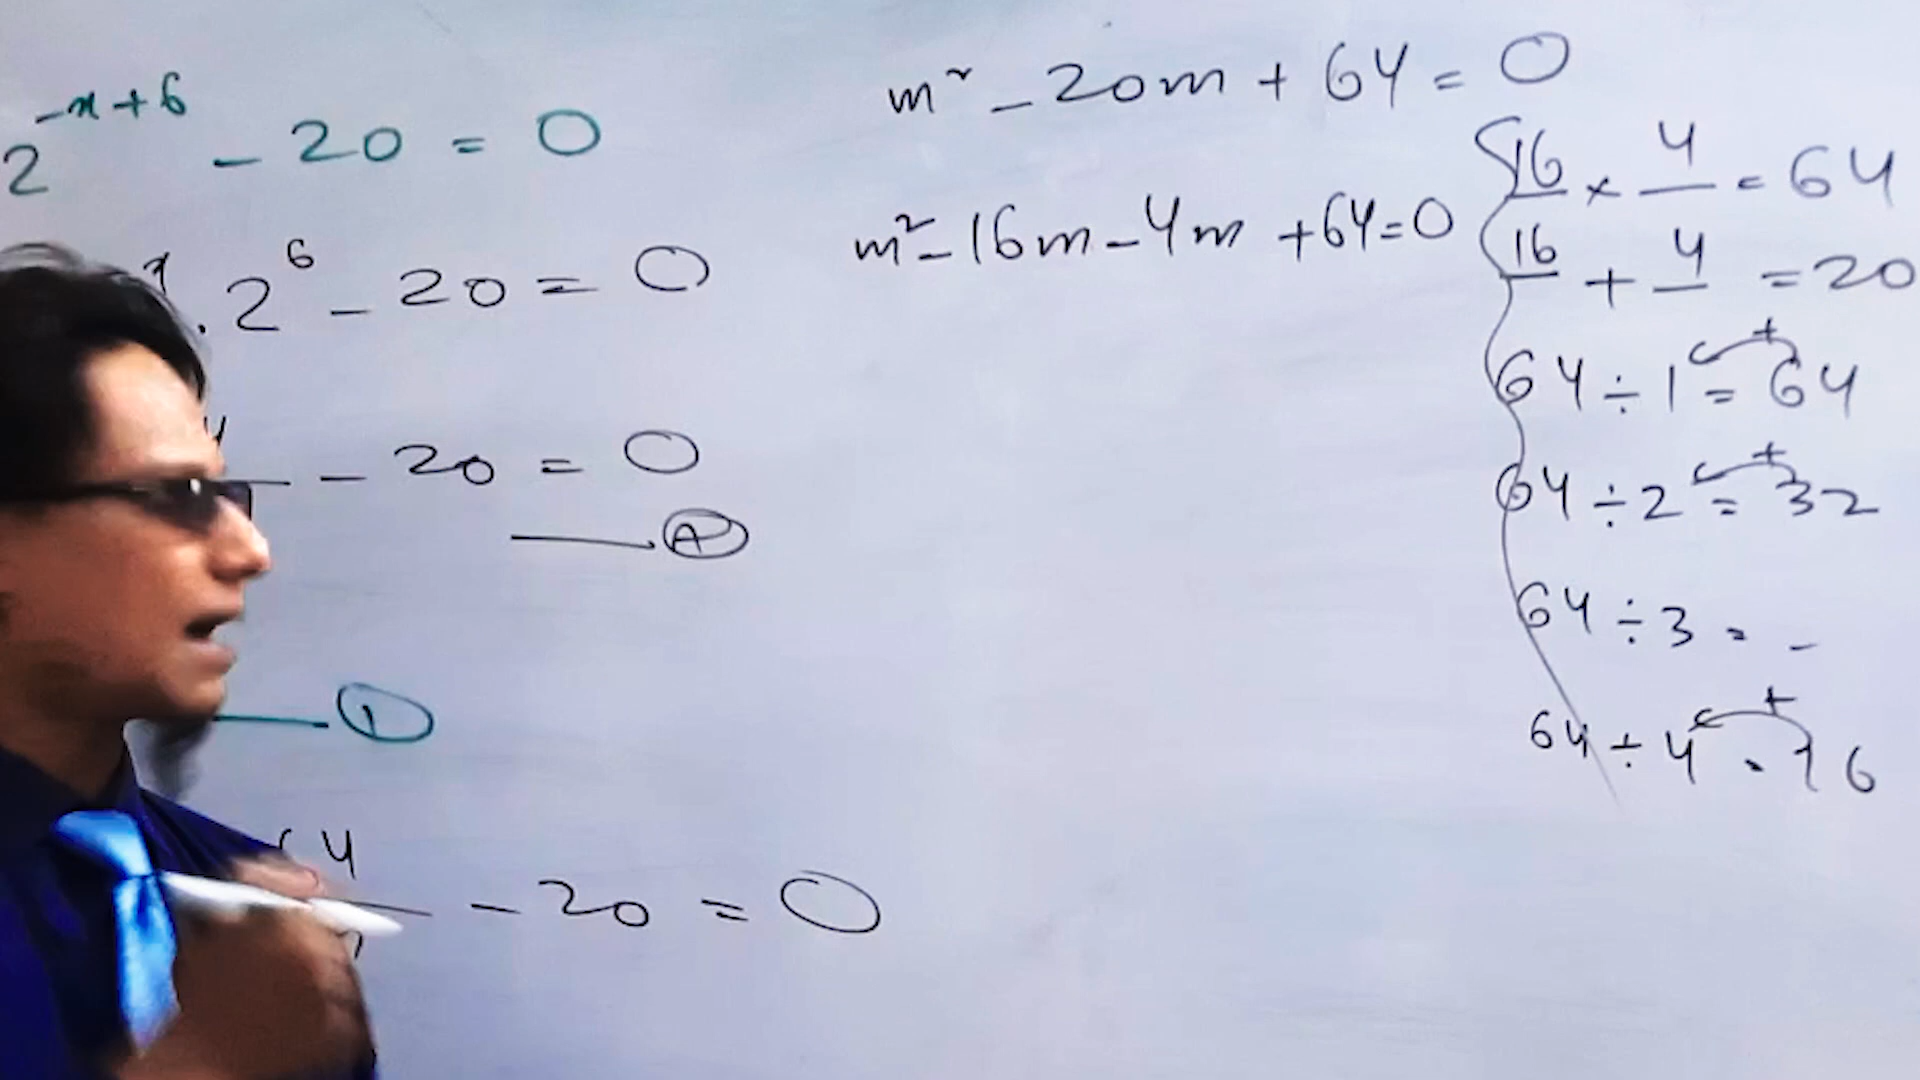 2^{-x+6} - 20 = 0
. 2^6 - 20 = 0
- 20 = 0
(A)
(1)
64 - 20 = 0
m² - 20m + 64 = 0
m² - 16m - 4m + 64 = 0
16 × 4 = 64
16 + 4 = 20
64 ÷ 1 = 64 +
64 ÷ 2 = 32 +
64 ÷ 3 = -
64 ÷ 4 = 16 +